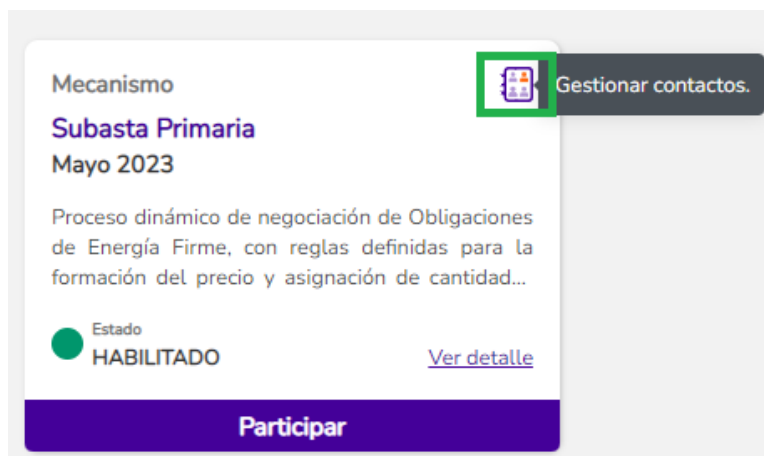 Mecanismo
Gestionar contactos.
Subasta Primaria
Mayo 2023
Proceso dinámico de negociación de Obligaciones
de Energía Firme, con reglas definidas para la
formación del precio y asignación de cantidad...
Estado
HABILITADO
Ver detalle
Participar